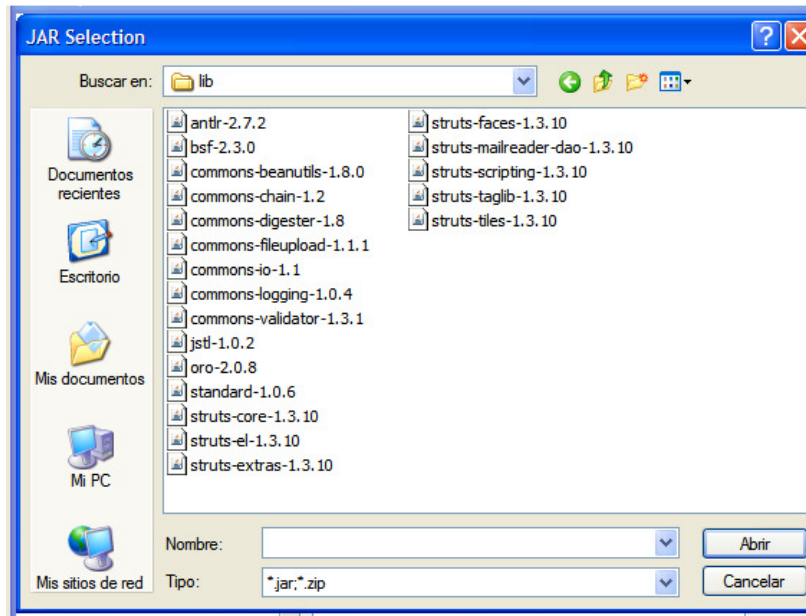 JAR Selection
Buscar en:
lib
Documentos
recientes
Escritorio
Mis documentos
Mi PC
Mis sitios de red
antlr-2.7.2
bsf-2.3.0
commons-beanutils-1.8.0
commons-chain-1.2
commons-digester-1.8
commons-fileupload-1.1.1
commons-io-1.1
commons-logging-1.0.4
commons-validator-1.3.1
jstl-1.0.2
oro-2.0.8
standard-1.0.6
struts-core-1.3.10
struts-el-1.3.10
struts-extras-1.3.10
struts-faces-1.3.10
struts-mailreader-dao-1.3.10
struts-scripting-1.3.10
struts-taglib-1.3.10
struts-tiles-1.3.10
Nombre:
Abrir
Tipo:
*.jar;*.zip
Cancelar